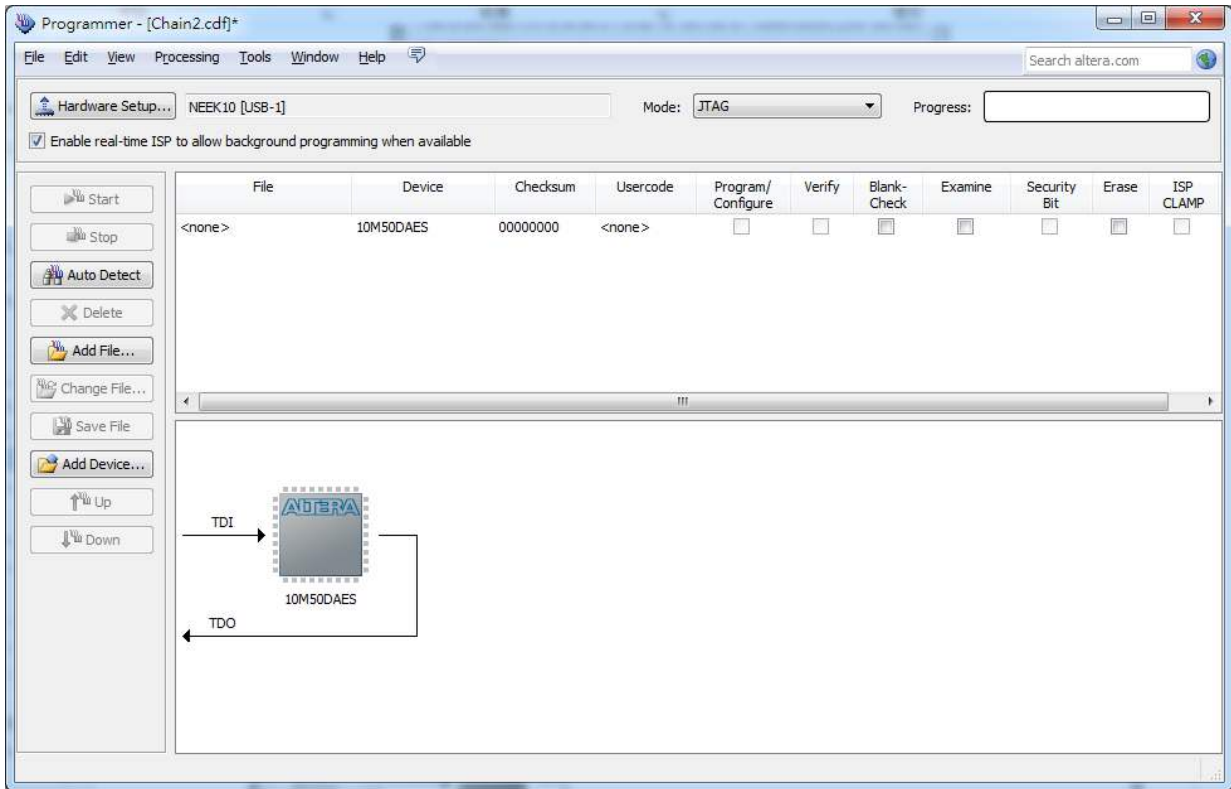 Programmer - [Chain2.cdf]*
File Edit View Processing Tools Window Help
Search altera.com
Hardware Setup... NEEK10 [USB-1] Mode: JTAG Progress:
Enable real-time ISP to allow background programming when available
Start
Stop
Auto Detect
Delete
Add File...
Change File...
Save File
Add Device...
Up
Down
File Device Checksum Usercode Program/ Verify Blank- Examine Security Erase ISP
Configure Check Bit CLAMP
<none> 10M50DAES 00000000 <none>
ALTERA
TDI
10M50DAES
TDO